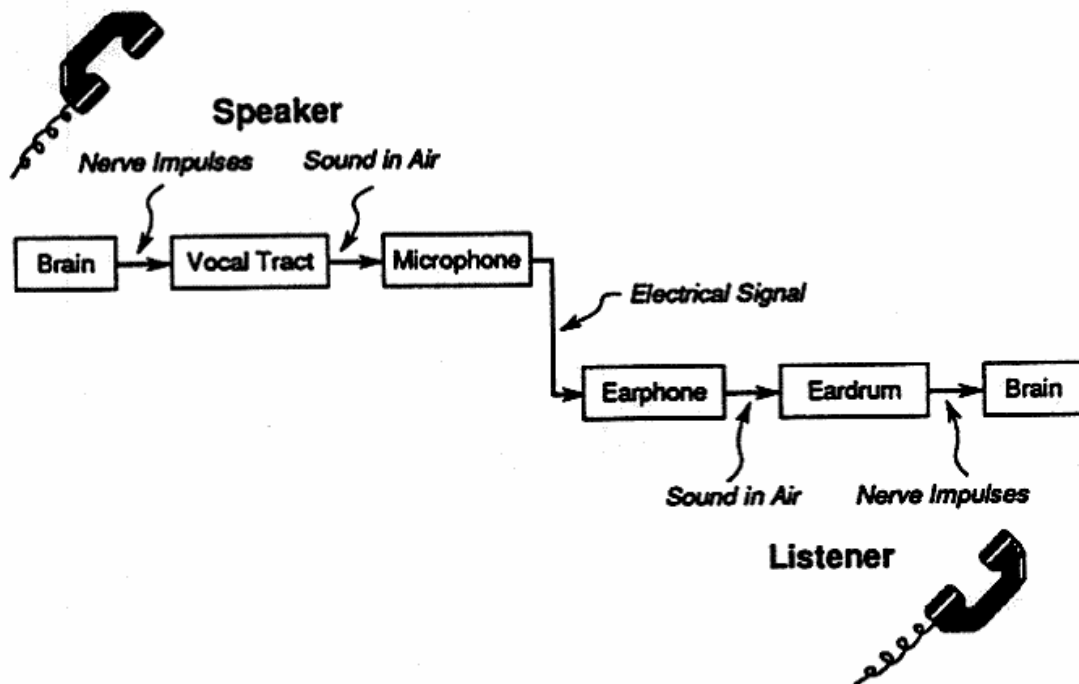 Speaker
Nerve Impulses
Sound in Air
Brain
Vocal Tract
Microphone
Electrical Signal
Earphone
Eardrum
Brain
Sound in Air
Nerve Impulses
Listener